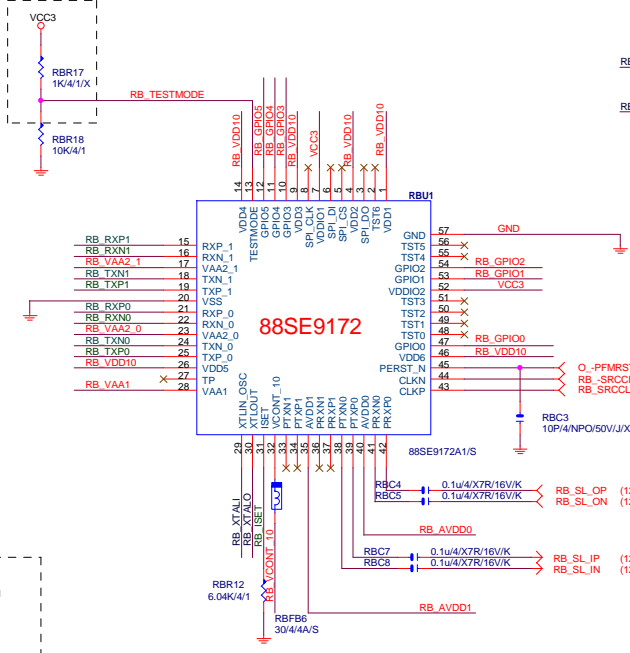 VCC3
RBR17
1K/4/1/X
RB_TESTMODE
RBR18
10K/4/1
RB_VDD10
RB_GPIO5
RB_GPIO4
RB_GPIO3
RB_VDD10
VCC3
RB_VDD10
RB_VDD10
14
13
12
11
10
9
8
7
6
5
4
3
2
1
RBU1
VDD4
TESTMODE
GPIO5
GPIO4
GPIO3
VDD3
SPI_CLK
VDDIO1
SPI_DI
SPI_CS
VDD2
SPI_DO
TST6
VDD1
RB_RXP1 15 RXP_1
RB_RXN1 16 RXN_1
RB_VAA2_1 17 VAA2_1
RB_TXN1 18 TXN_1
RB_TXP1 19 TXP_1
20 VSS
RB_RXP0 21 RXP_0
RB_RXN0 22 RXN_0
RB_VAA2_0 23 VAA2_0
RB_TXN0 24 TXN_0
RB_TXP0 25 TXP_0
RB_VDD10 26 VDD5
27 TP
RB_VAA1 28 VAA1
88SE9172
GND 57 GND
TST5 56
TST4 55
GPIO2 54 RB_GPIO2
GPIO1 53 RB_GPIO1
VDDIO2 52 VCC3
TST3 51
TST2 50
TST1 49
TST0 48
GPIO0 47 RB_GPIO0
VDD6 46 RB_VDD10
PERST_N 45 O_-PFMRS
CLKN 44 RB_-SRCCL
CLKP 43 RB_SRCCL
XTLIN_OSC
XTLOUT
ISET
VCONT_10
PTXN1
PTXP1
AVDD1
PRXN1
PRXP1
PTXN0
PTXP0
AVDD0
PRXN0
PRXP0
29
30
31
32
33
34
35
36
37
38
39
40
41
42
88SE9172A1/S
RBC3
10P/4/NPO/50V/J/X
RB_XTALI
RB_XTALO
RB_ISET
RB_VCONT_10
RBC4 0.1u/4/X7R/16V/K RB_SL_OP (12
RBC5 0.1u/4/X7R/16V/K RB_SL_ON (12
RB_AVDD0
RBC7 0.1u/4/X7R/16V/K RB_SL_IP (12
RBC8 0.1u/4/X7R/16V/K RB_SL_IN (12
RBR12
6.04K/4/1
RB_AVDD1
RBFB6
30/4/4A/S